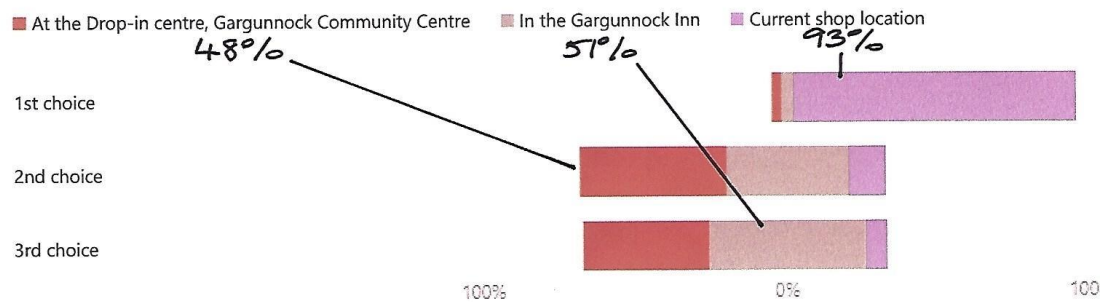 At the Drop-in centre, Gargunnock Community Centre In the Gargunnock Inn Current shop location
48% 51% 93%
1st choice
2nd choice
3rd choice
100% 0% 100